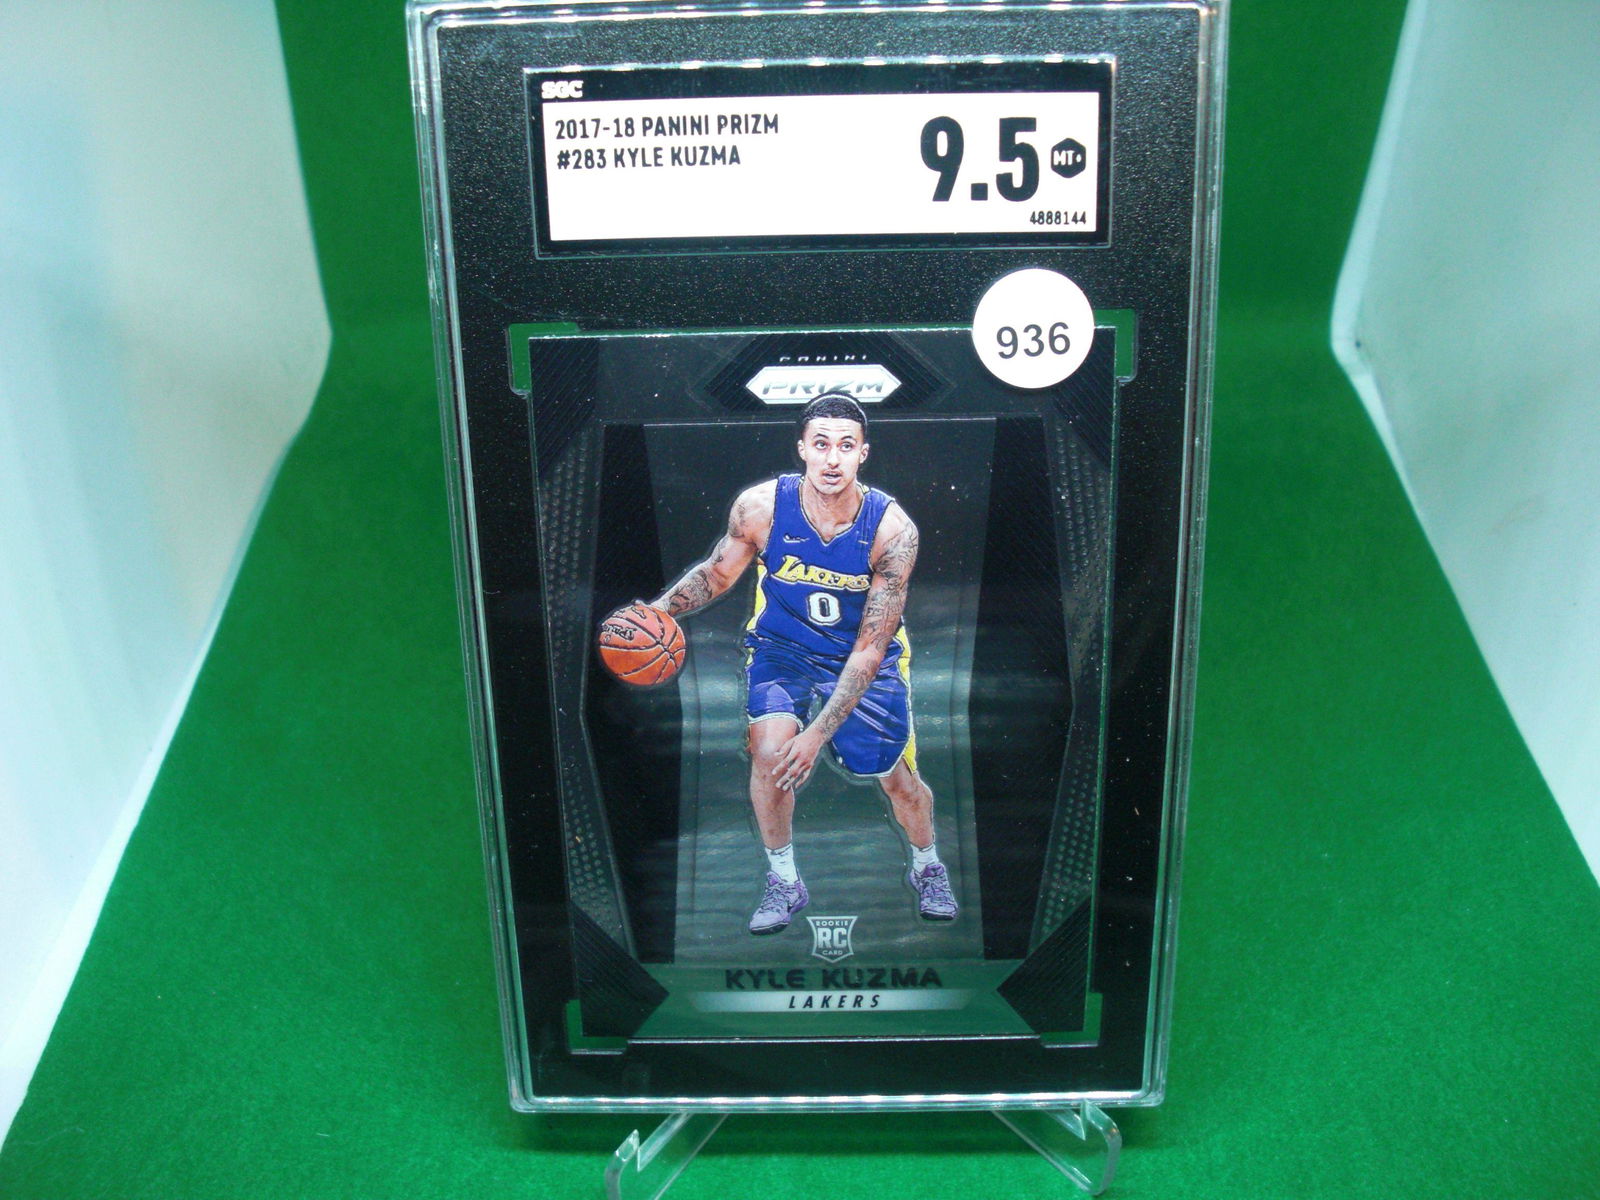 SGC
2017-18 PANINI PRIZM
#283 KYLE KUZMA
9.5
MT+
4888144
936
PANINI
PRIZM
LAKERS
0
SPALDING
ROOKIE
RC
CARD
KYLE KUZMA
LAKERS